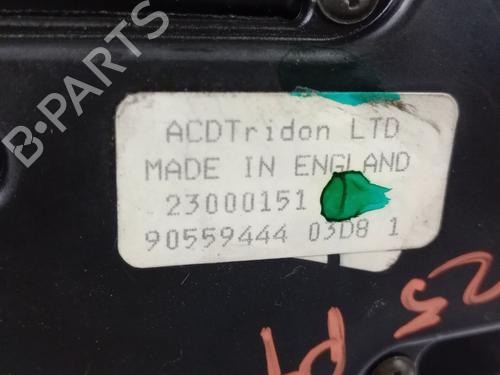 B-PARTS
ACDTridon LTD
MADE IN ENGLAND
23000151
90559444 03D8 1